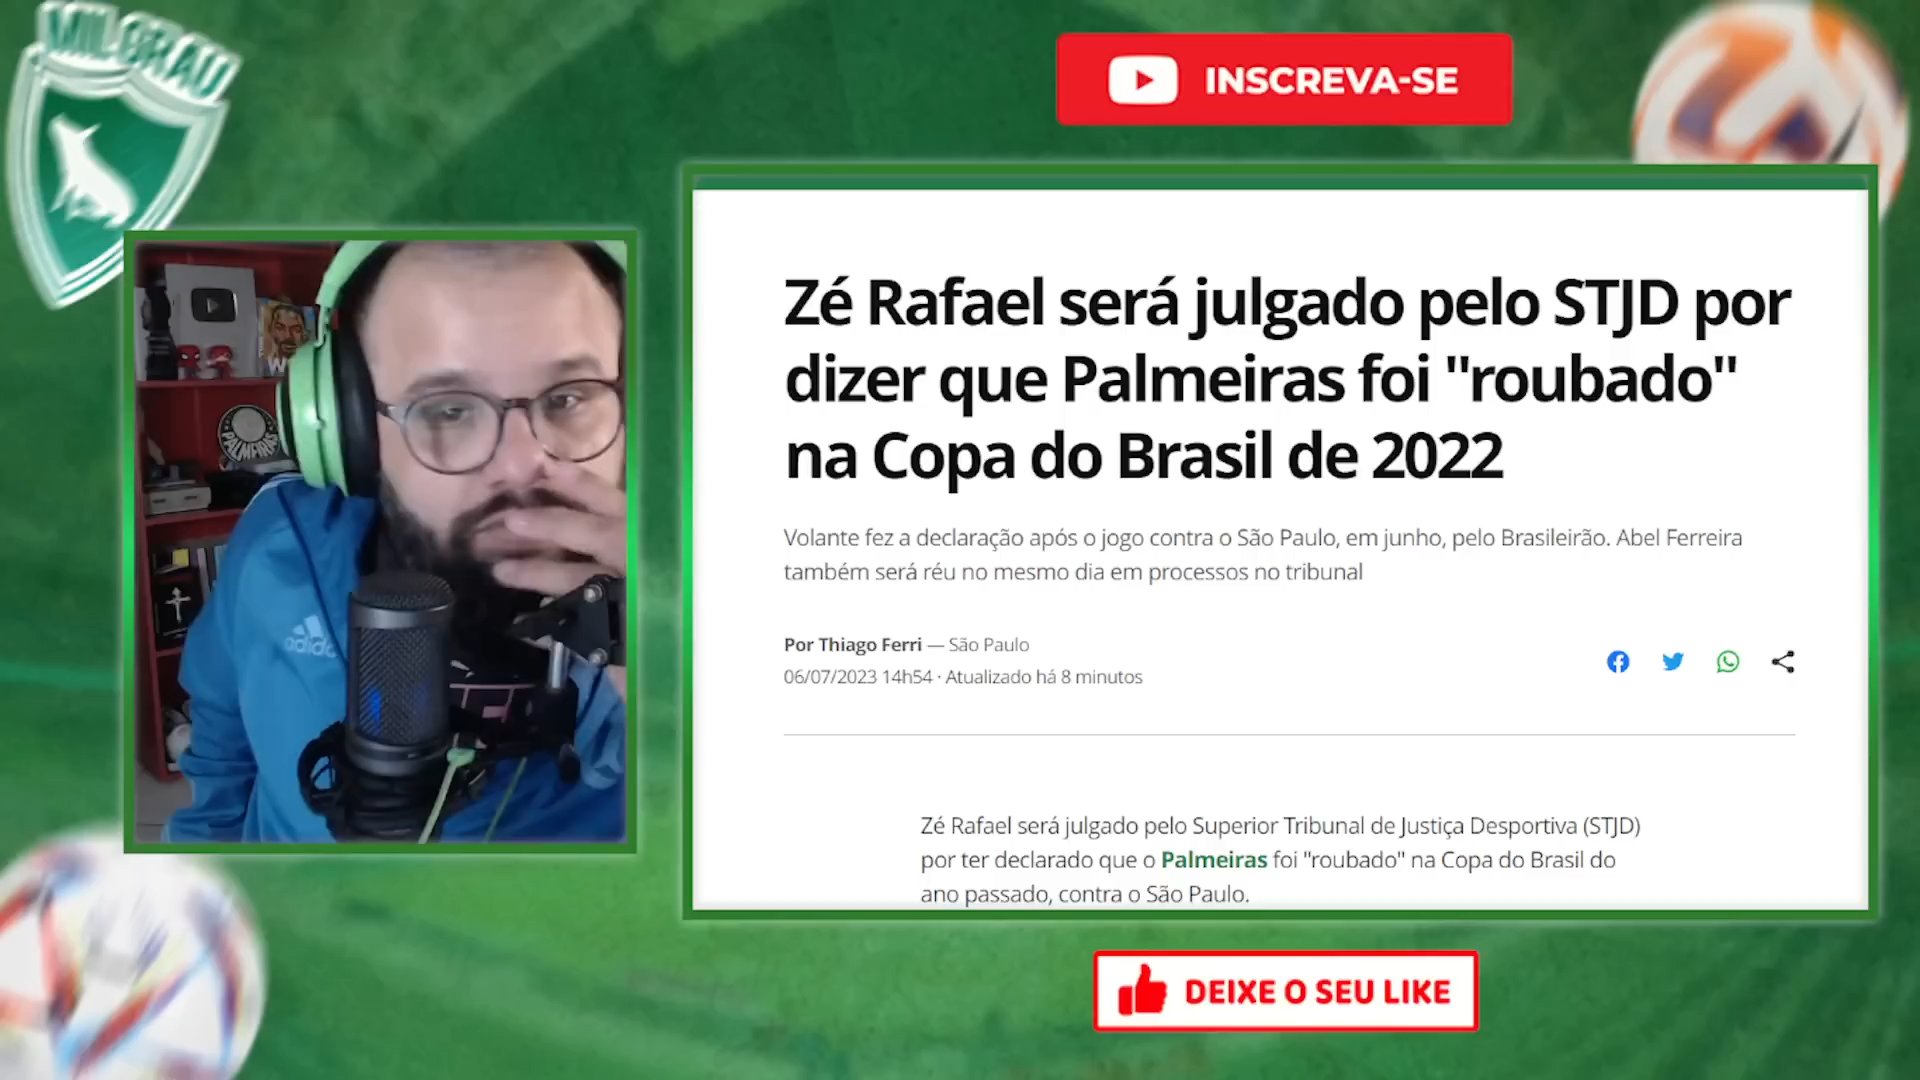 MILGRAU
INSCREVA-SE
Zé Rafael será julgado pelo STJD por
dizer que Palmeiras foi "roubado"
na Copa do Brasil de 2022
Volante fez a declaração após o jogo contra o São Paulo, em junho, pelo Brasileirão. Abel Ferreira
também será réu no mesmo dia em processos no tribunal
Por Thiago Ferri — São Paulo
06/07/2023 14h54 · Atualizado há 8 minutos
Zé Rafael será julgado pelo Superior Tribunal de Justiça Desportiva (STJD)
por ter declarado que o Palmeiras foi "roubado" na Copa do Brasil do
ano passado, contra o São Paulo.
PALMEIRAS
adidas
DEIXE O SEU LIKE